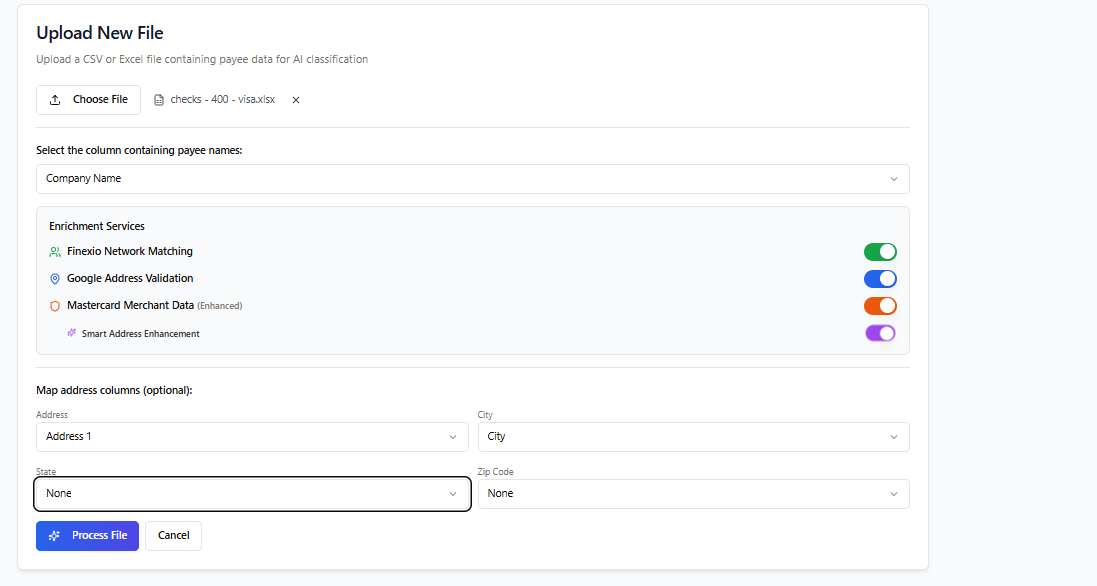 Upload New File
Upload a CSV or Excel file containing payee data for AI classification
Choose File checks - 400 - visa.xlsx
Select the column containing payee names:
Company Name
Enrichment Services
Finexio Network Matching
Google Address Validation
Mastercard Merchant Data (Enhanced)
Smart Address Enhancement
Map address columns (optional):
Address City
Address 1 City
State Zip Code
None None
Process File Cancel